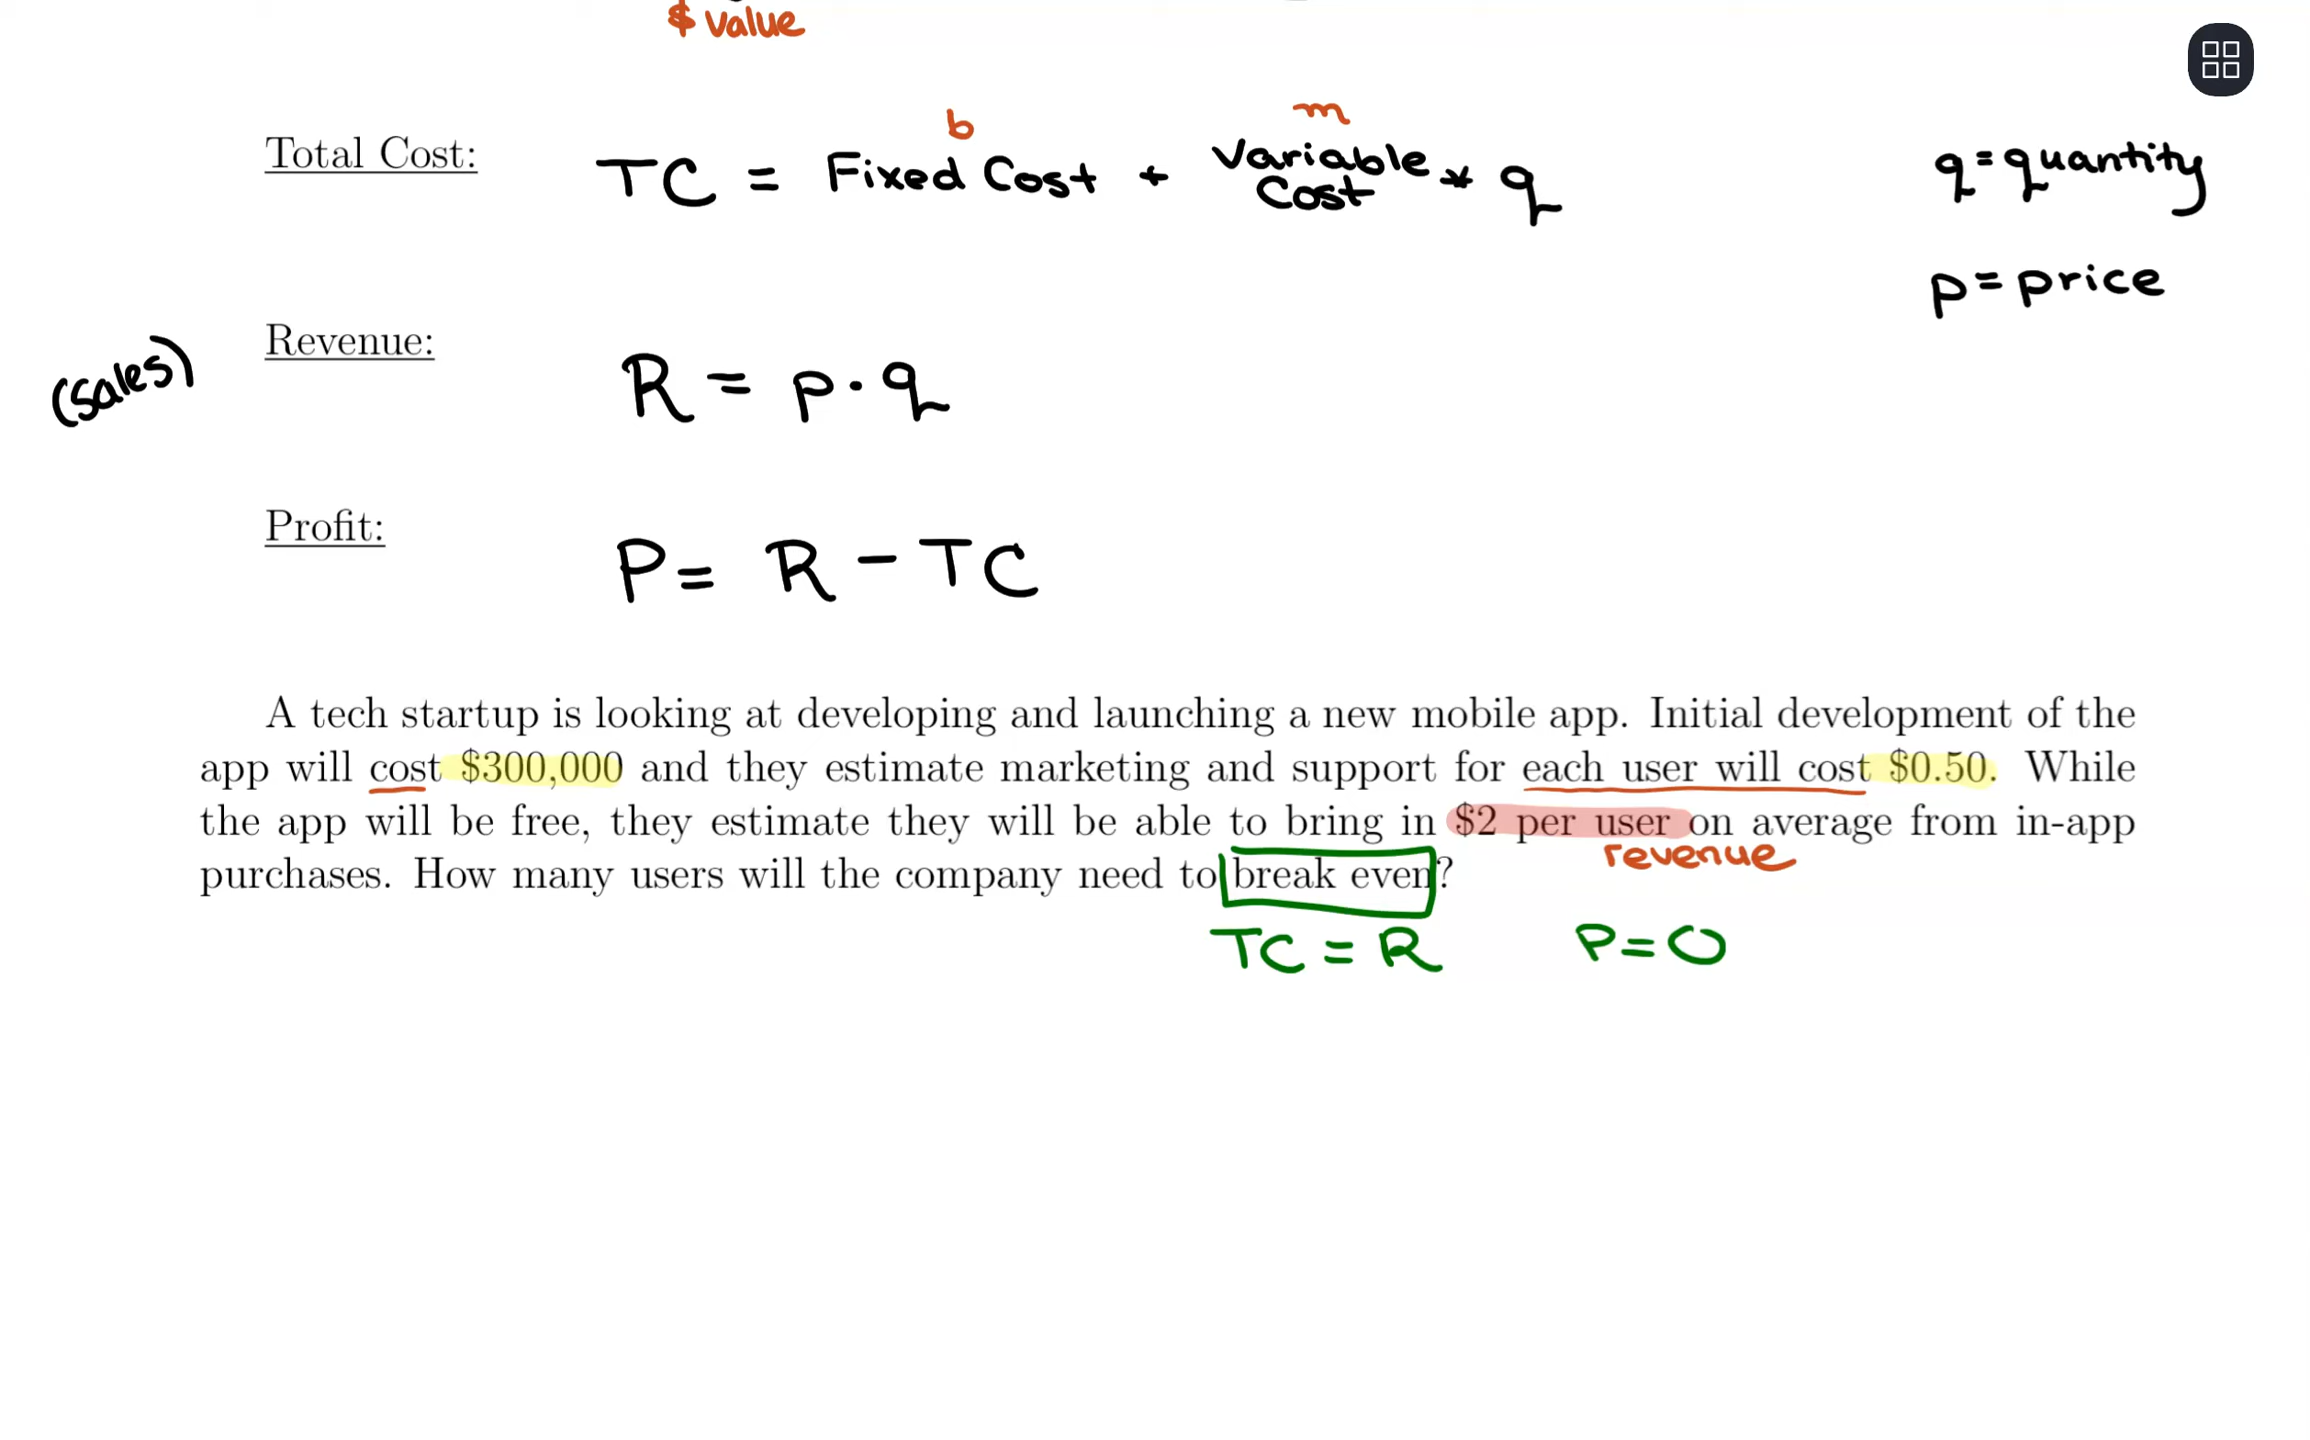 $ value
b
m
Total Cost: TC = Fixed Cost + Variable Cost * q
q = quantity
p = price
(sales) Revenue: R = p · q
Profit: P = R - TC
A tech startup is looking at developing and launching a new mobile app. Initial development of the
app will cost $300,000 and they estimate marketing and support for each user will cost $0.50. While
the app will be free, they estimate they will be able to bring in $2 per user on average from in-app
revenue
purchases. How many users will the company need to break even?
TC = R P = 0